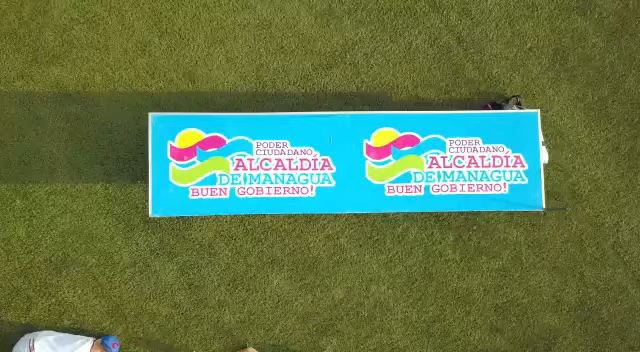 PODER
CIUDADANO
ALCALDÍA
DE MANAGUA
BUEN GOBIERNO!
PODER
CIUDADANO
ALCALDÍA
DE MANAGUA
BUEN GOBIERNO!